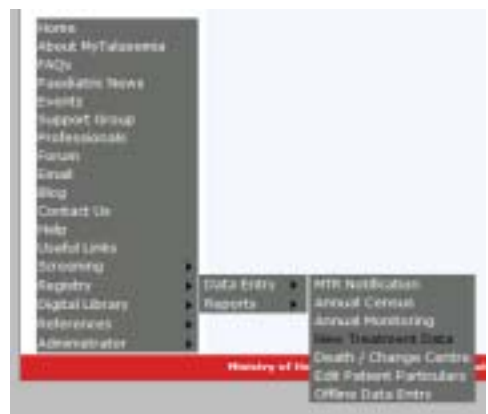 Home
About MyTalasemia
FAQs
Paediatric News
Events
Support Group
Professionals
Forum
Email
Blog
Contact Us
Help
Useful Links
Screening
Registry
Digital Library
References
Administrator
Data Entry
Reports
MTR Notification
Annual Census
Annual Monitoring
New Treatment Data
Death / Change Centre
Edit Patient Particulars
Offline Data Entry
Ministry of